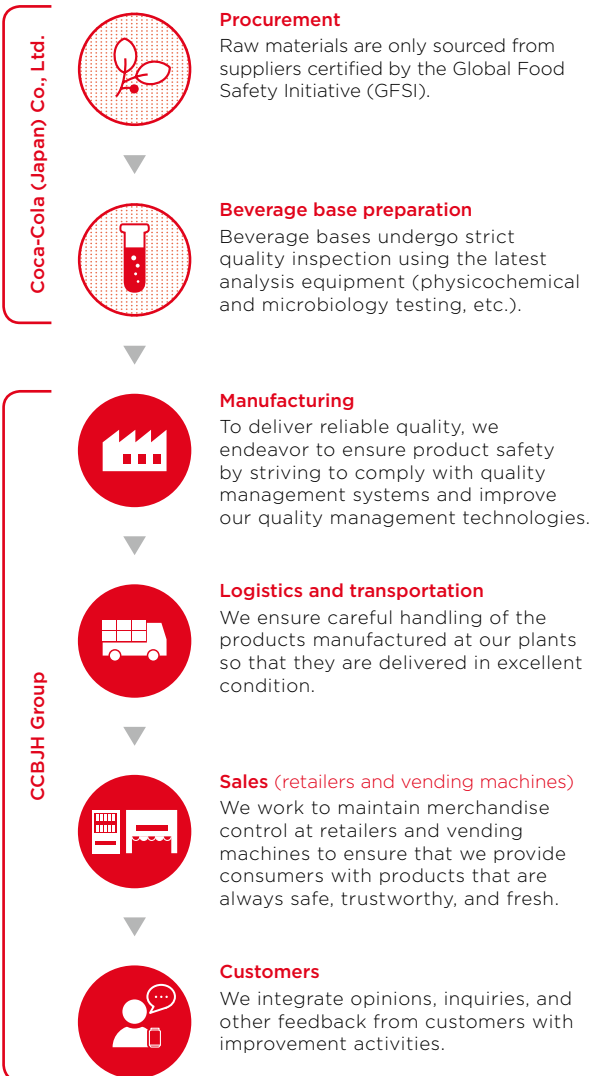 Coca-Cola (Japan) Co., Ltd.
Procurement
Raw materials are only sourced from
suppliers certified by the Global Food
Safety Initiative (GFSI).
Beverage base preparation
Beverage bases undergo strict
quality inspection using the latest
analysis equipment (physicochemical
and microbiology testing, etc.).
CCBJH Group
Manufacturing
To deliver reliable quality, we
endeavor to ensure product safety
by striving to comply with quality
management systems and improve
our quality management technologies.
Logistics and transportation
We ensure careful handling of the
products manufactured at our plants
so that they are delivered in excellent
condition.
Sales (retailers and vending machines)
We work to maintain merchandise
control at retailers and vending
machines to ensure that we provide
consumers with products that are
always safe, trustworthy, and fresh.
Customers
We integrate opinions, inquiries, and
other feedback from customers with
improvement activities.